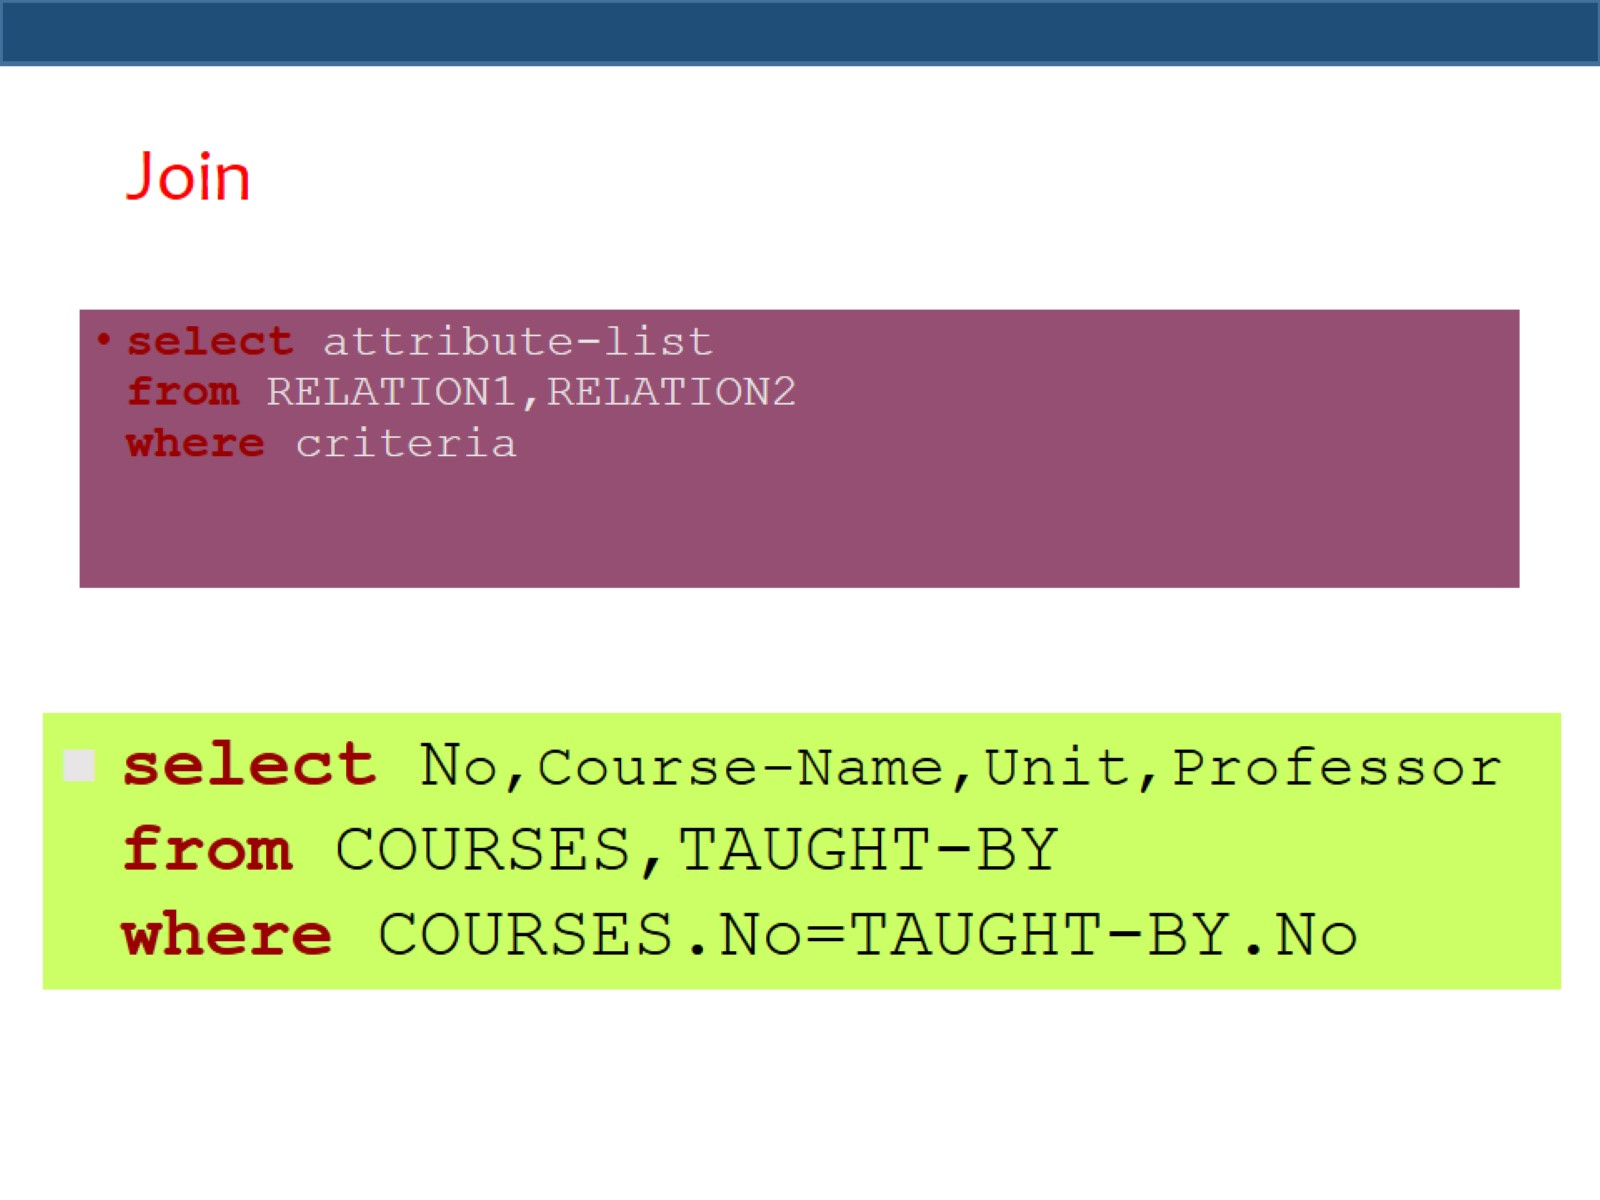 Join
• select attribute-list
from RELATION1,RELATION2
where criteria
select No,Course-Name,Unit,Professor
from COURSES,TAUGHT-BY
where COURSES.No=TAUGHT-BY.No